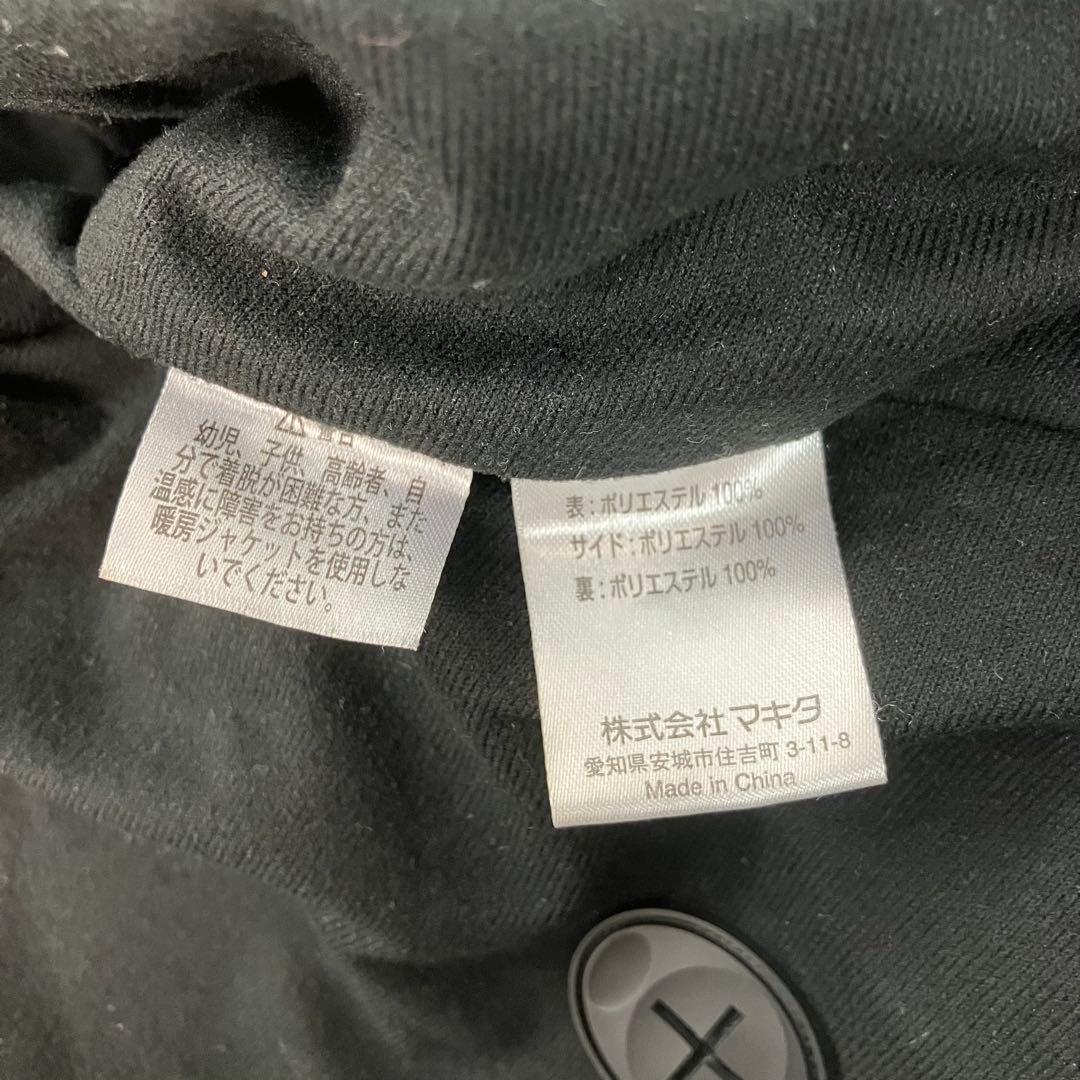 幼児、子供、高齢者、自
分で着脱が困難な方、また
温感に障害をお持ちの方は、
暖房ジャケットを使用しな
いでください。
表:ポリエステル 100%
サイド:ポリエステル 100%
裏:ポリエステル 100%
株式会社マキタ
愛知県安城市住吉町 3-11-8
Made in China